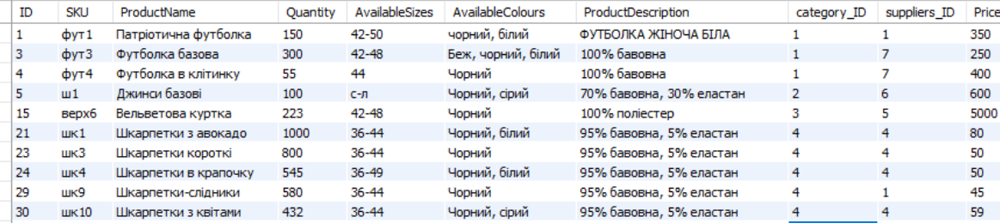 ID SKU ProductName Quantity AvailableSizes AvailableColours ProductDescription category_ID suppliers_ID Price
1 фут1 Патріотична футболка 150 42-50 чорний, білий ФУТБОЛКА ЖІНОЧА БІЛА 1 1 350
3 фут3 Футболка базова 300 42-48 Беж, чорний, білий 100% бавовна 1 7 250
4 фут4 Футболка в клітинку 55 44 Чорний 100% бавовна 1 7 400
5 ш1 Джинси базові 100 с-л Чорний, сірий 70% бавовна, 30% еластан 2 6 600
15 верх6 Вельветова куртка 223 42-48 Чорний 100% поліестер 3 5 5000
21 шк1 Шкарпетки з авокадо 1000 36-44 Чорний, білий 95% бавовна, 5% еластан 4 4 80
23 шк3 Шкарпетки короткі 800 36-44 Чорний 95% бавовна, 5% еластан 4 4 50
24 шк4 Шкарпетки в крапочку 545 36-49 Чорний, білий 95% бавовна, 5% еластан 4 4 50
29 шк9 Шкарпетки-слідники 580 36-44 Чорний 95% бавовна, 5% еластан 4 1 45
30 шк10 Шкарпетки з квітами 432 36-44 Чорний, сірий 95% бавовна, 5% еластан 4 4 59